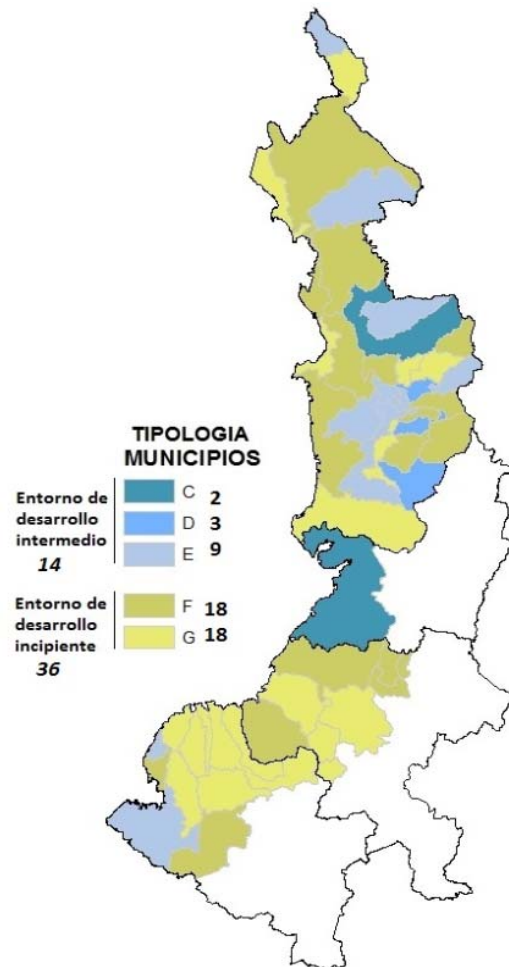 TIPOLOGIA
MUNICIPIOS
Entorno de
desarrollo
intermedio
14
C 2
D 3
E 9
Entorno de
desarrollo
incipiente
36
F 18
G 18